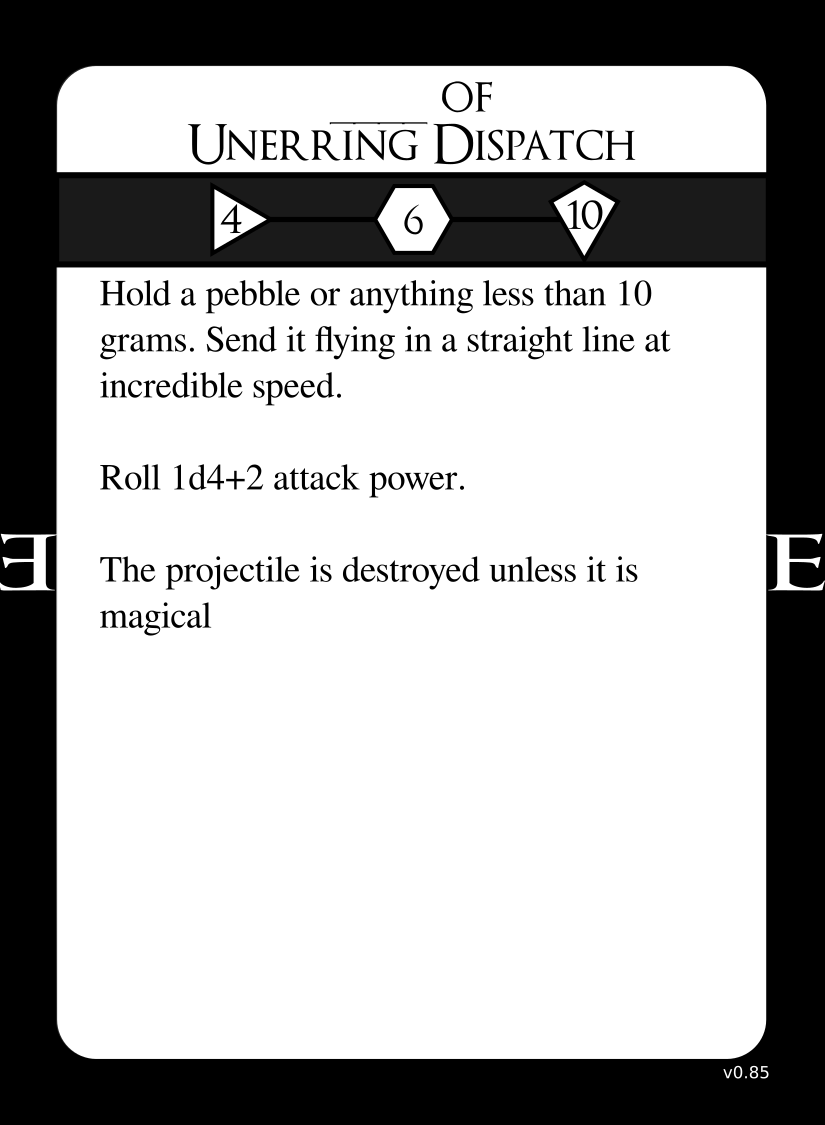 _____ OF
UNERRING DISPATCH
4 6 10
Hold a pebble or anything less than 10
grams. Send it flying in a straight line at
incredible speed.
Roll 1d4+2 attack power.
E E
The projectile is destroyed unless it is
magical
v0.85